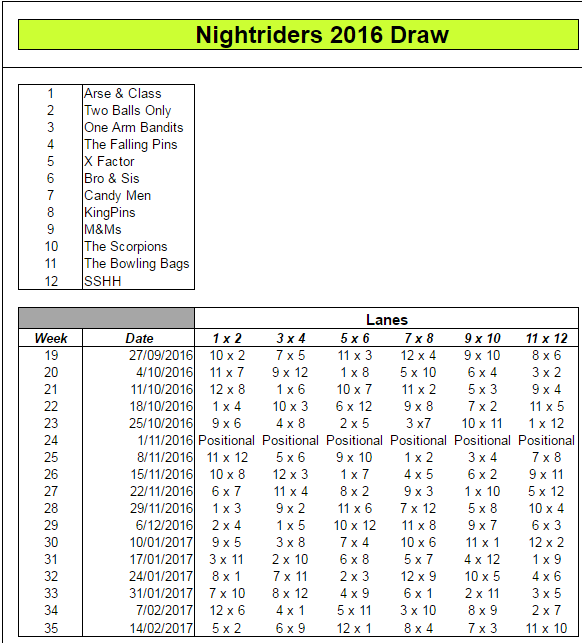 Nightriders 2016 Draw
1 Arse & Class
2 Two Balls Only
3 One Arm Bandits
4 The Falling Pins
5 X Factor
6 Bro & Sis
7 Candy Men
8 KingPins
9 M&Ms
10 The Scorpions
11 The Bowling Bags
12 SSHH
Lanes
Week Date 1 x 2 3 x 4 5 x 6 7 x 8 9 x 10 11 x 12
19 27/09/2016 10 x 2 7 x 5 11 x 3 12 x 4 9 x 10 8 x 6
20 4/10/2016 11 x 7 9 x 12 1 x 8 5 x 10 6 x 4 3 x 2
21 11/10/2016 12 x 8 1 x 6 10 x 7 11 x 2 5 x 3 9 x 4
22 18/10/2016 1 x 4 10 x 3 6 x 12 9 x 8 7 x 2 11 x 5
23 25/10/2016 9 x 6 4 x 8 2 x 5 3 x7 10 x 11 1 x 12
24 1/11/2016 Positional Positional Positional Positional Positional Positional
25 8/11/2016 11 x 12 5 x 6 9 x 10 1 x 2 3 x 4 7 x 8
26 15/11/2016 10 x 8 12 x 3 1 x 7 4 x 5 6 x 2 9 x 11
27 22/11/2016 6 x 7 11 x 4 8 x 2 9 x 3 1 x 10 5 x 12
28 29/11/2016 1 x 3 9 x 2 11 x 6 7 x 12 5 x 8 10 x 4
29 6/12/2016 2 x 4 1 x 5 10 x 12 11 x 8 9 x 7 6 x 3
30 10/01/2017 9 x 5 3 x 8 7 x 4 10 x 6 11 x 1 12 x 2
31 17/01/2017 3 x 11 2 x 10 6 x 8 5 x 7 4 x 12 1 x 9
32 24/01/2017 8 x 1 7 x 11 2 x 3 12 x 9 10 x 5 4 x 6
33 31/01/2017 7 x 10 8 x 12 4 x 9 6 x 1 2 x 11 3 x 5
34 7/02/2017 12 x 6 4 x 1 5 x 11 3 x 10 8 x 9 2 x 7
35 14/02/2017 5 x 2 6 x 9 12 x 1 8 x 4 7 x 3 11 x 10